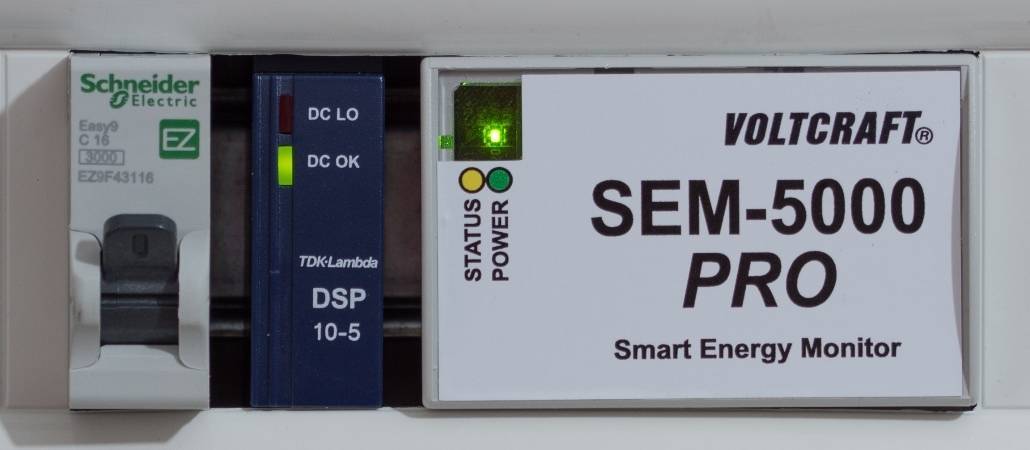 Schneider
Electric
Easy9
C 16
3000
EZ9F43116
EZ
DC LO
DC OK
TDK·Lambda
DSP
10-5
STATUS
POWER
VOLTCRAFT®
SEM-5000
PRO
Smart Energy Monitor